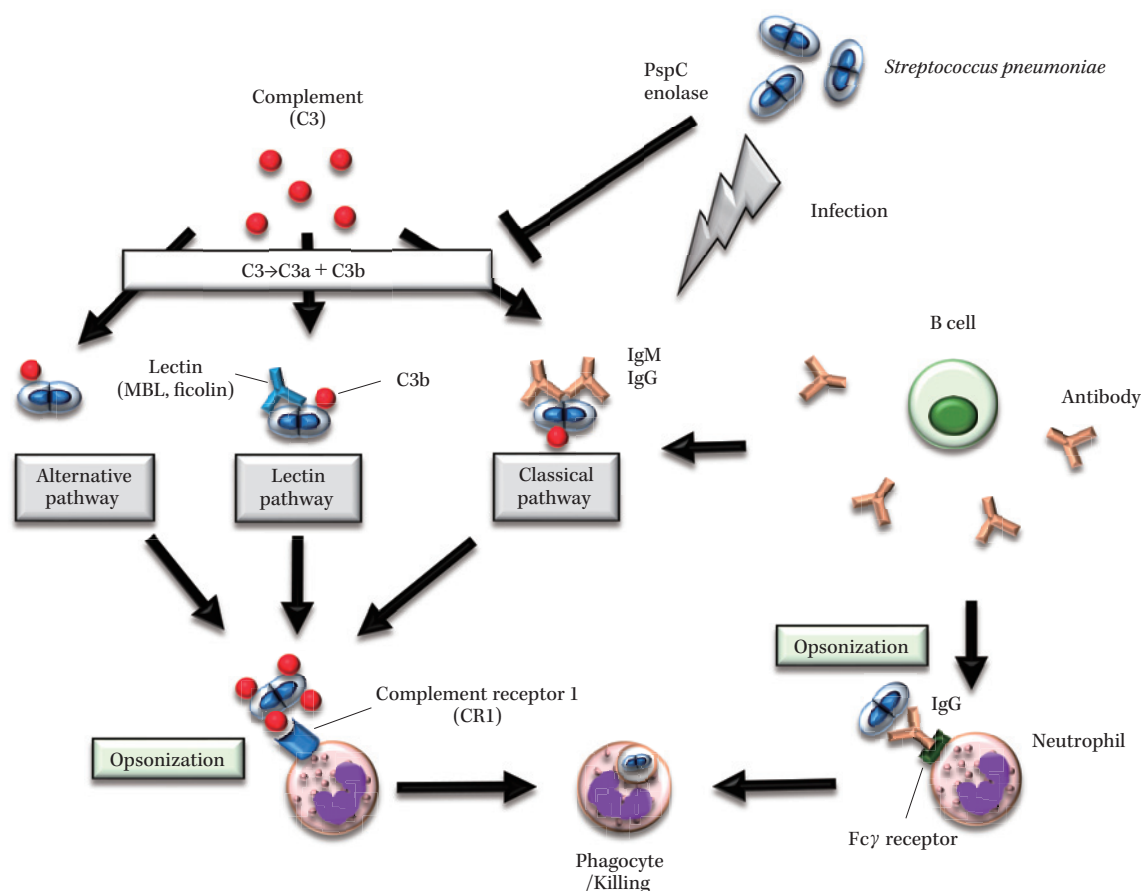 PspC
enolase
Streptococcus pneumoniae
Complement
(C3)
Infection
C3→C3a + C3b
B cell
Lectin
(MBL, ficolin)
C3b
IgM
IgG
Antibody
Alternative
pathway
Lectin
pathway
Classical
pathway
Opsonization
Complement receptor 1
(CR1)
IgG
Neutrophil
Opsonization
Fcγ receptor
Phagocyte
/Killing